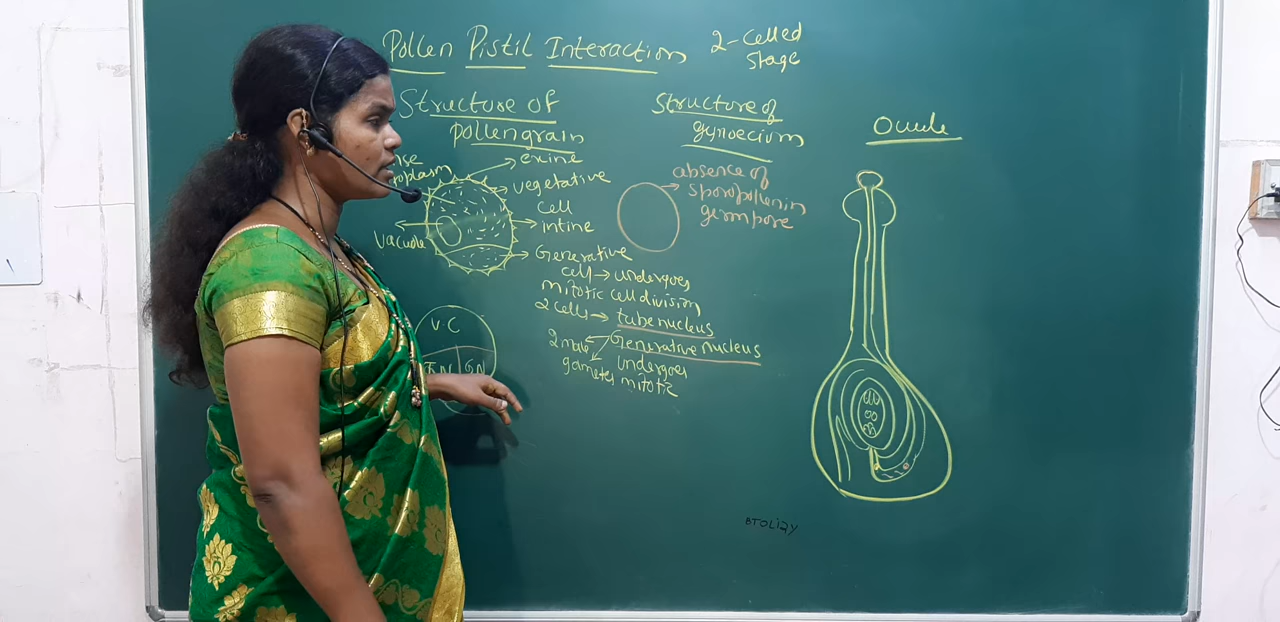 Pollen Pistil Interaction
2-Celled
stage
Structure of
pollengrain
exine
vegetative
cell
intine
Vacuole
Generative
cell → undergoes
mitotic cell division
2 cells → tube nucleus
Generative nucleus
2 male
gametes
undergoes
mitotic
V.C
GN
Structure of
gynoecium
absence of
sporopollenin
germpore
BTOLIZY